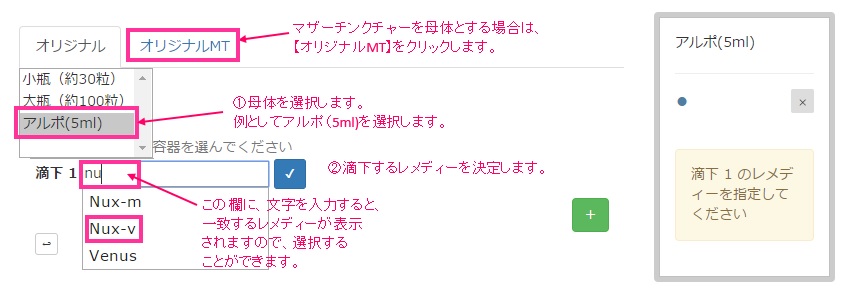 マザーチンクチャーを母体とする場合は、
【オリジナルMT】をクリックします。
オリジナル
オリジナルMT
小瓶（約30粒）
大瓶（約100粒）
アルポ(5ml)
①母体を選択します。
例としてアルポ（5ml)を選択します。
容器を選んでください
滴下 1
nu
②滴下するレメディーを決定します。
Nux-m
Nux-v
Venus
この欄に、文字を入力すると、
一致するレメディーが表示
されますので、選択する
ことができます。
+
アルポ(5ml)
×
滴下 1 のレメ
ディーを指定して
ください